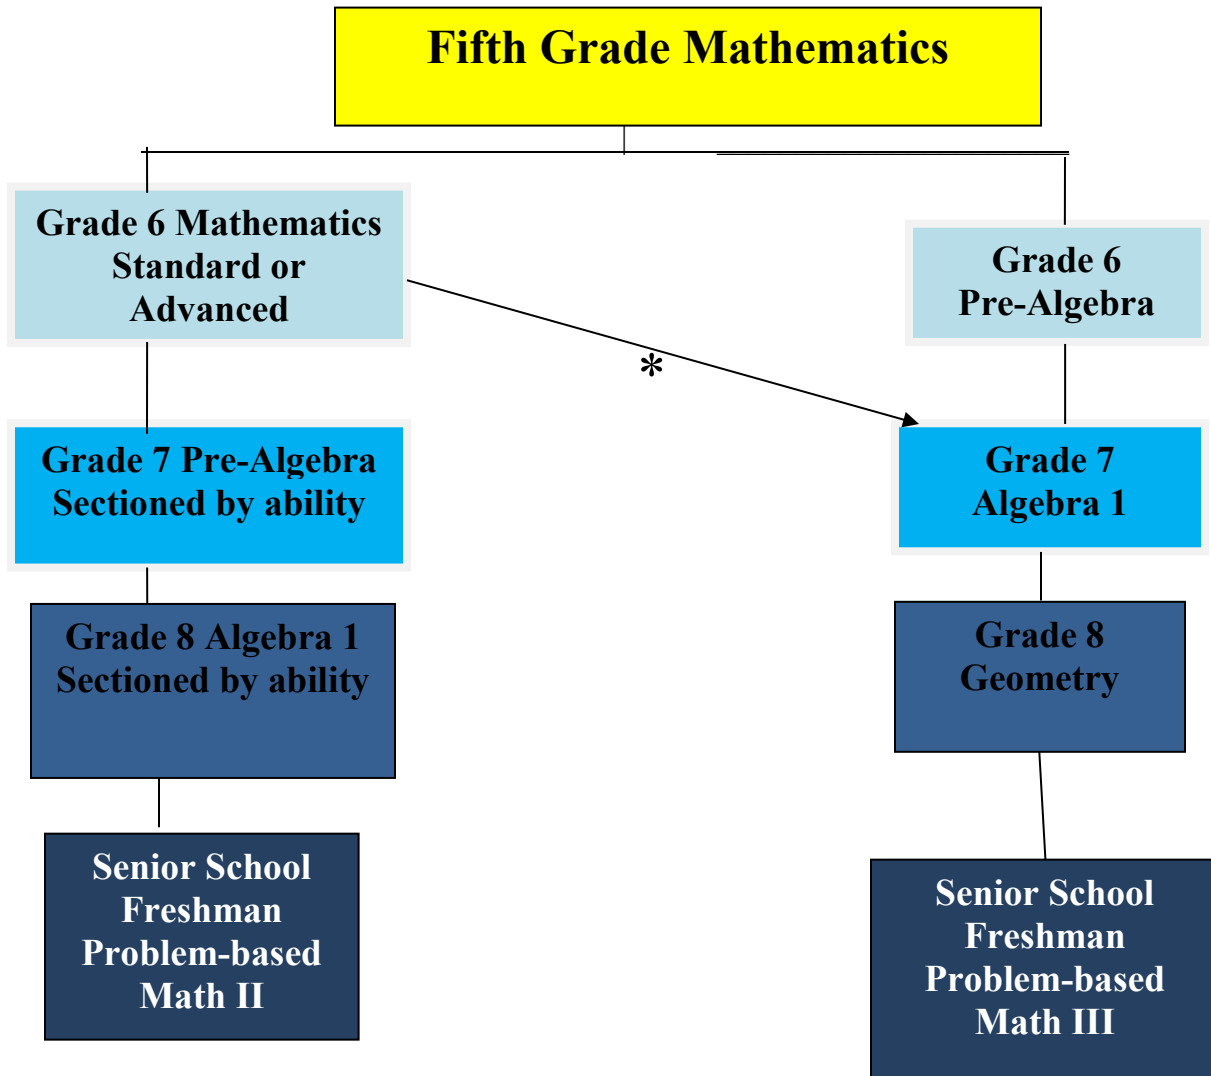 Fifth Grade Mathematics
Grade 6 Mathematics
Standard or
Advanced
Grade 6
Pre-Algebra
*
Grade 7 Pre-Algebra
Sectioned by ability
Grade 7
Algebra 1
Grade 8 Algebra 1
Sectioned by ability
Grade 8
Geometry
Senior School
Freshman
Problem-based
Math II
Senior School
Freshman
Problem-based
Math III